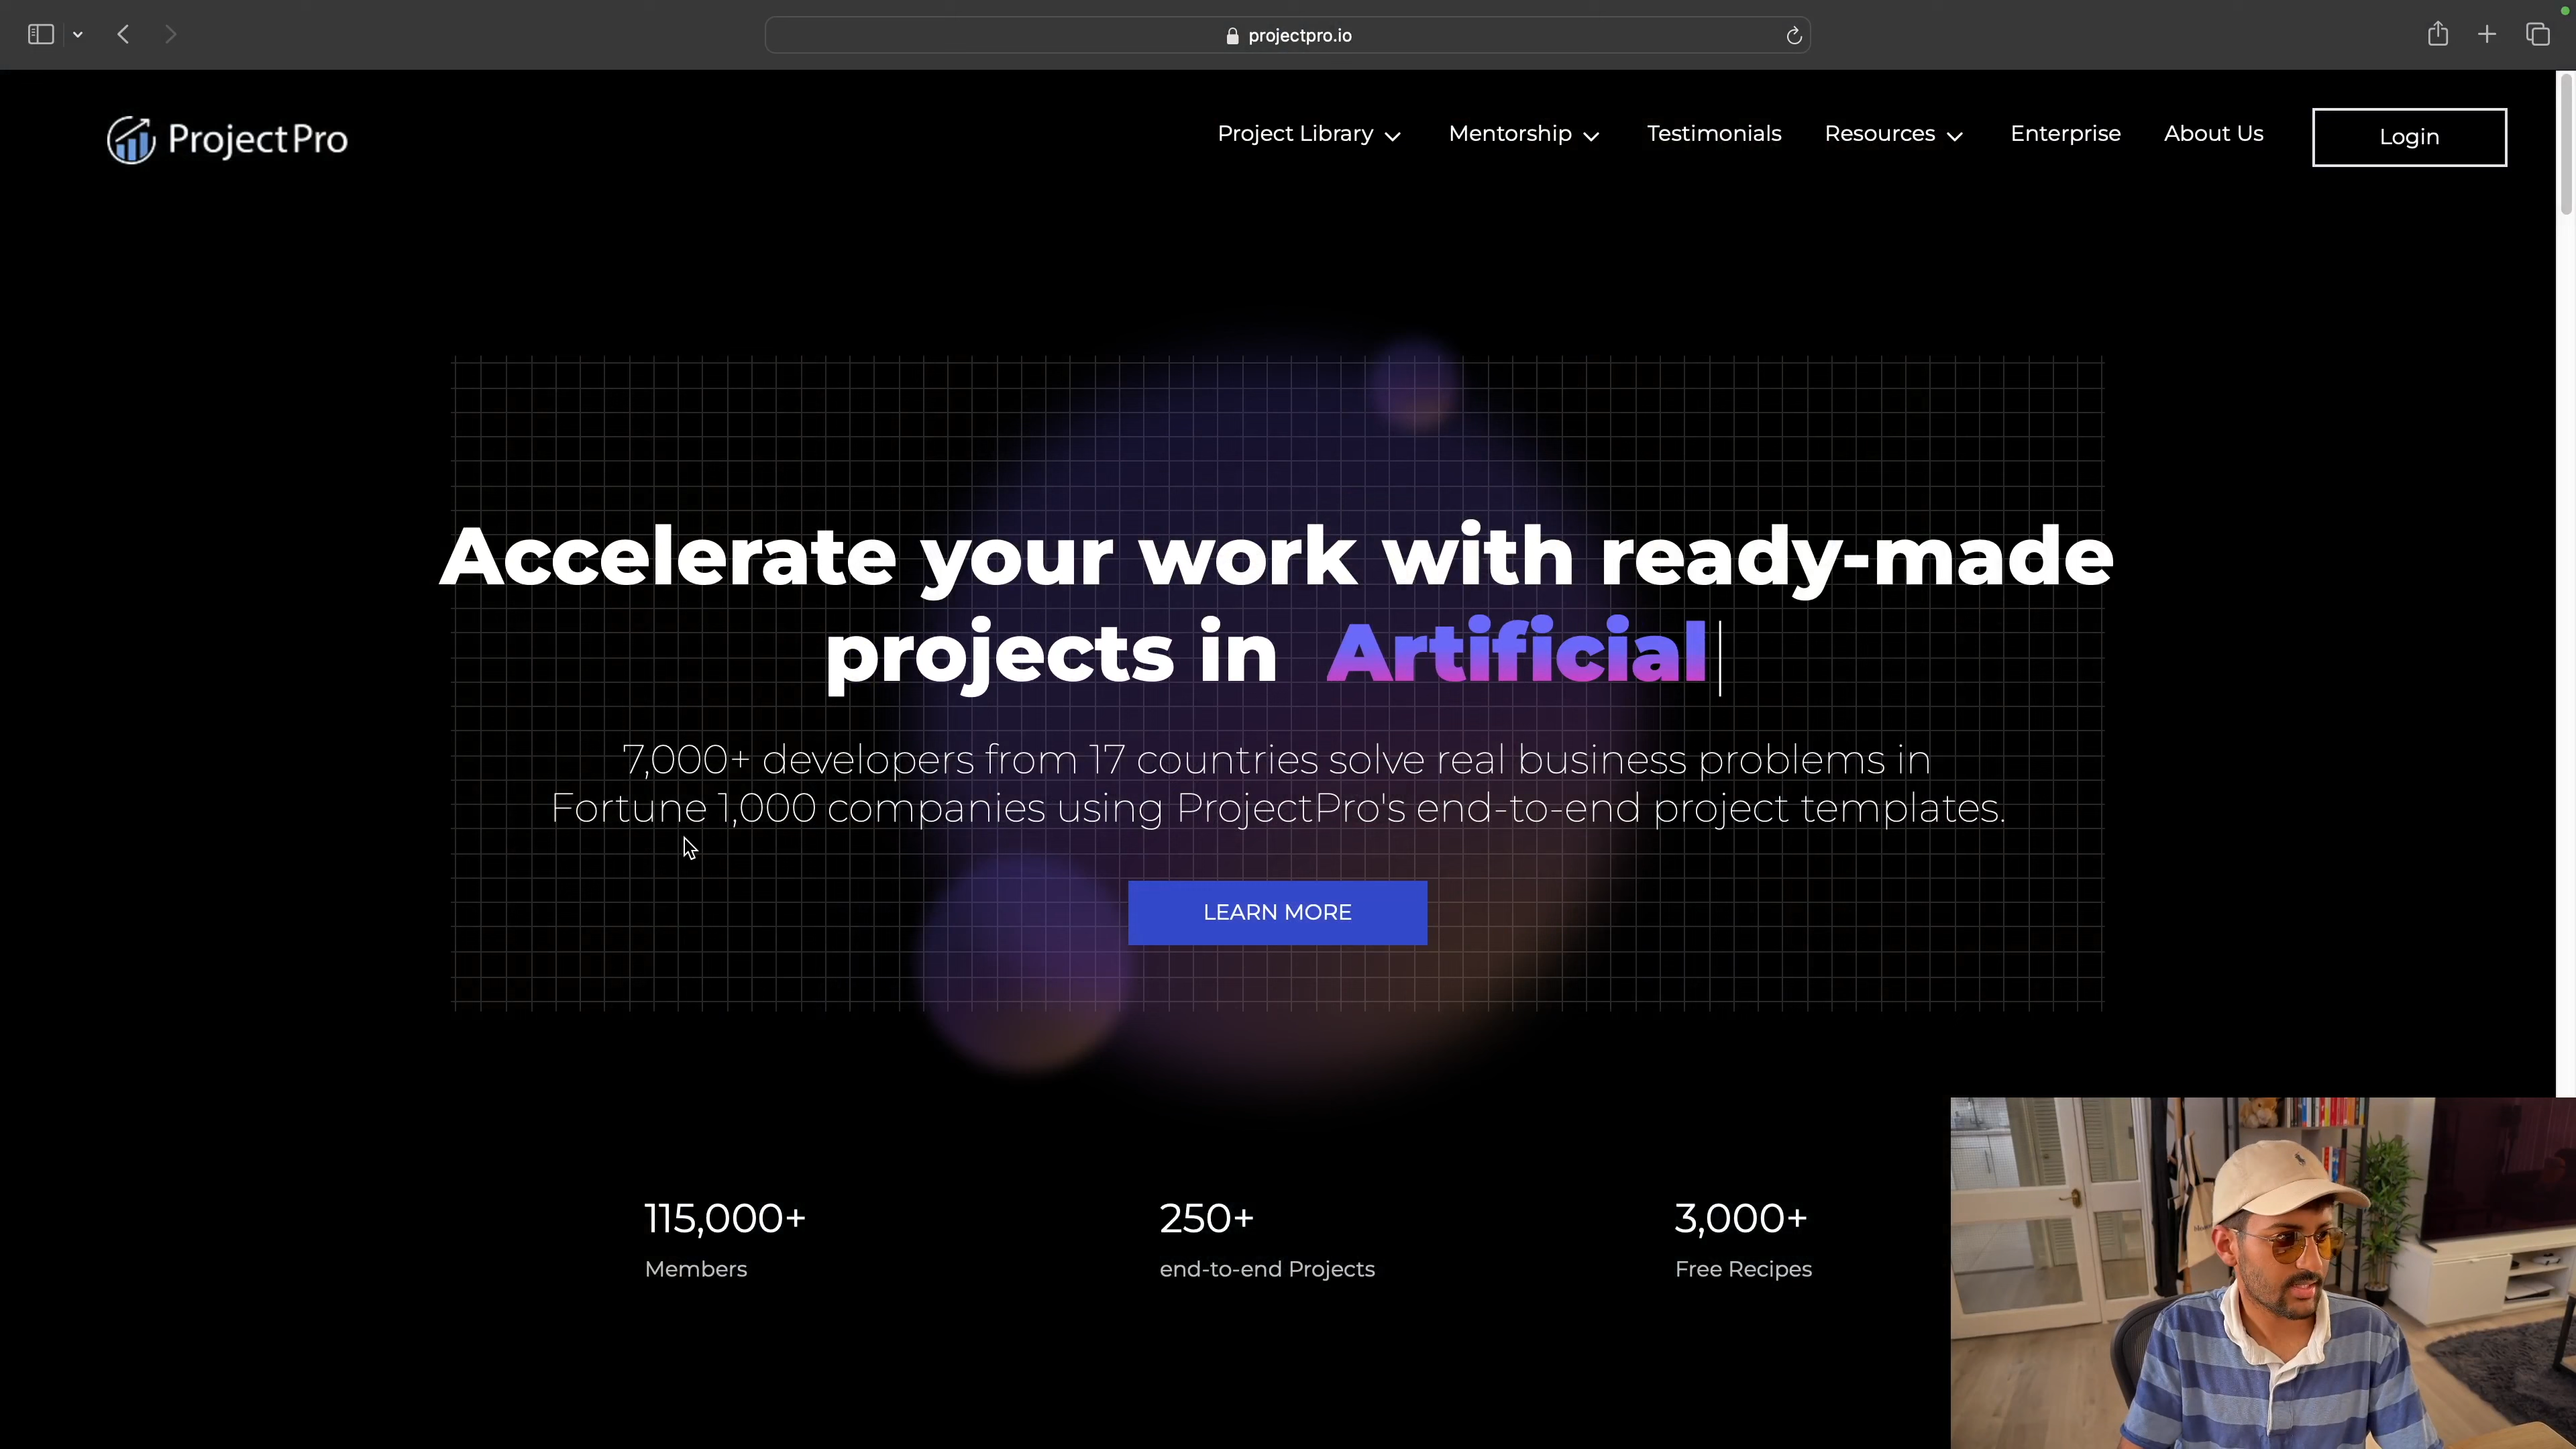 projectpro.io
ProjectPro
Project Library
Mentorship
Testimonials
Resources
Enterprise
About Us
Login
Accelerate your work with ready-made
projects in Artificial
7,000+ developers from 17 countries solve real business problems in
Fortune 1,000 companies using ProjectPro's end-to-end project templates.
LEARN MORE
115,000+
Members
250+
end-to-end Projects
3,000+
Free Recipes